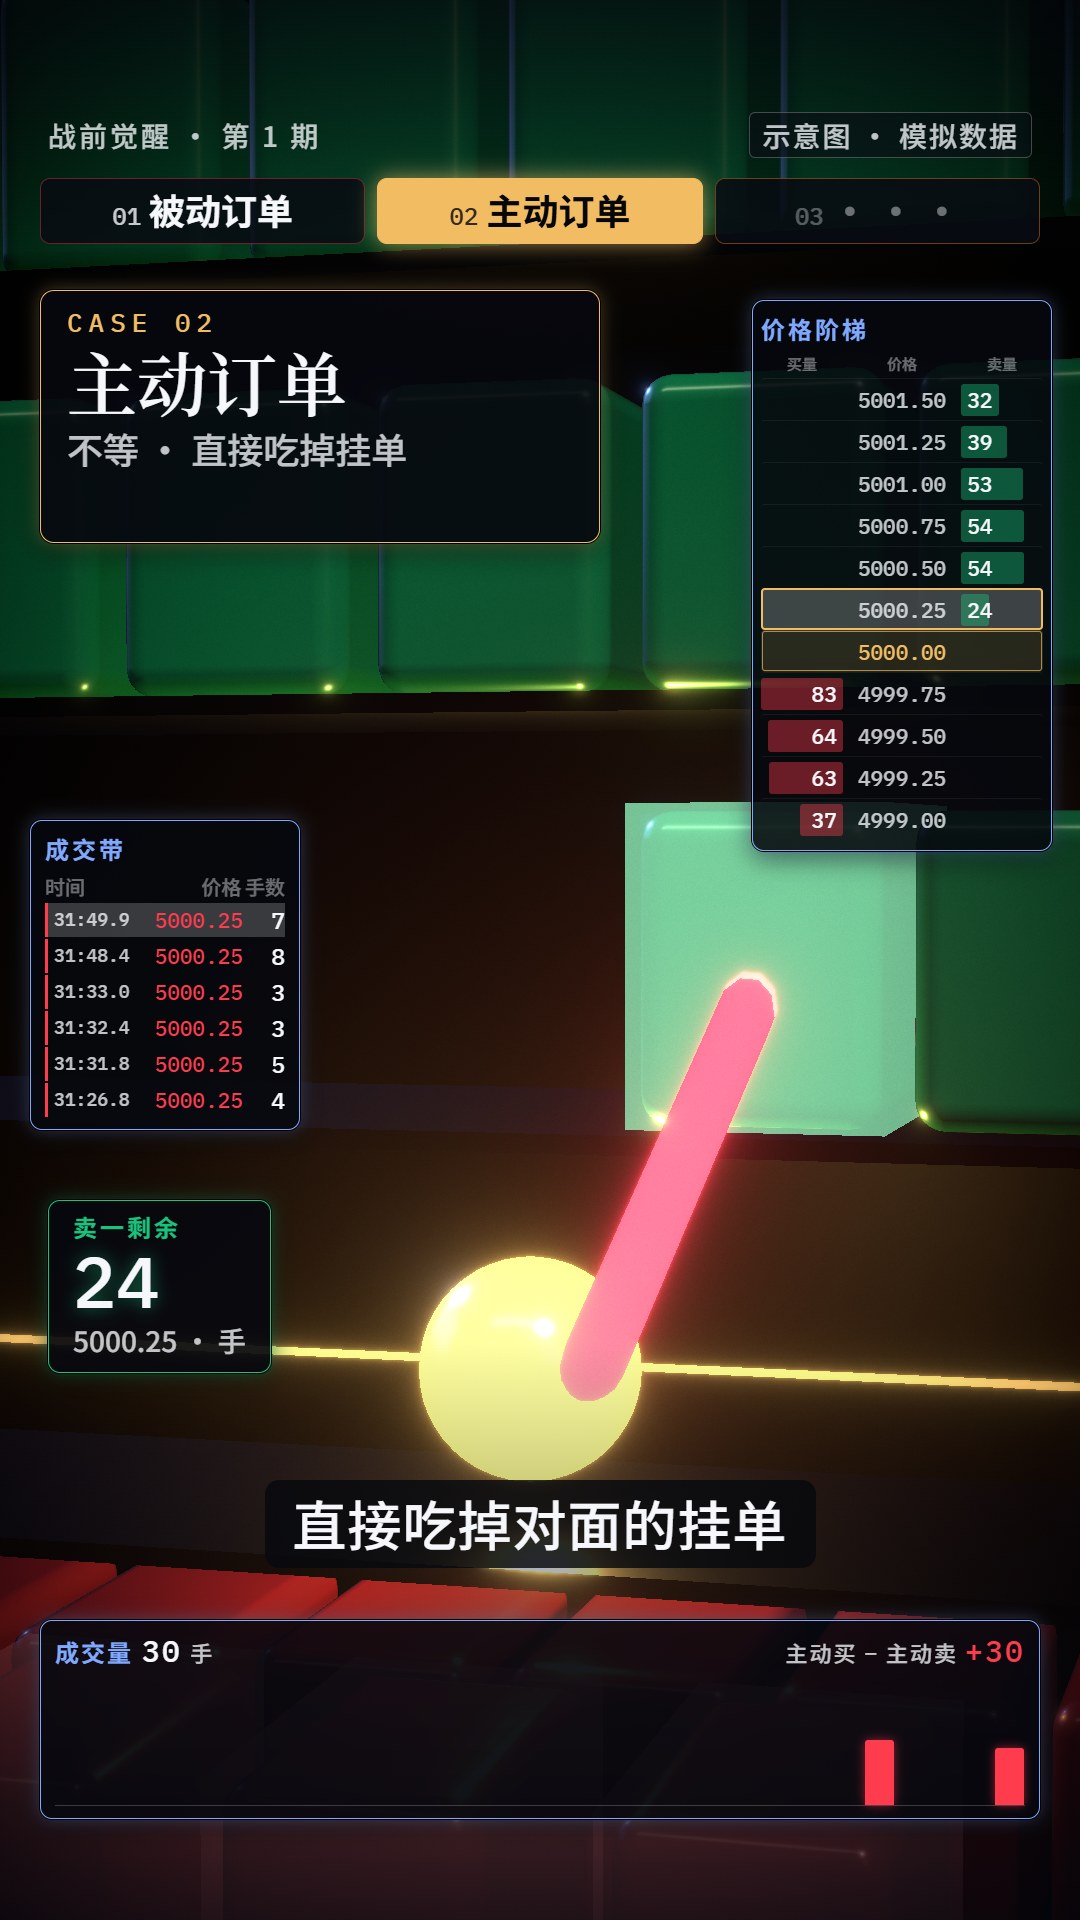 战前觉醒 · 第 1 期
示意图 · 模拟数据
01 被动订单
02 主动订单
03 • • •
CASE 02
主动订单
不等 · 直接吃掉挂单
价格阶梯
买量 价格 卖量
5001.50 32
5001.25 39
5001.00 53
5000.75 54
5000.50 54
5000.25 24
5000.00
83 4999.75
64 4999.50
63 4999.25
37 4999.00
成交带
时间 价格 手数
31:49.9 5000.25 7
31:48.4 5000.25 8
31:33.0 5000.25 3
31:32.4 5000.25 3
31:31.8 5000.25 5
31:26.8 5000.25 4
卖一剩余
24
5000.25 · 手
直接吃掉对面的挂单
成交量 30 手
主动买 − 主动卖 +30